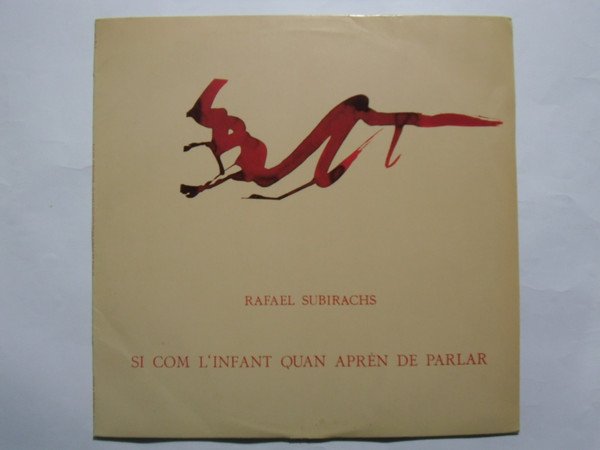 RAFAEL SUBIRACHS
SI COM L'INFANT QUAN APRÈN DE PARLAR